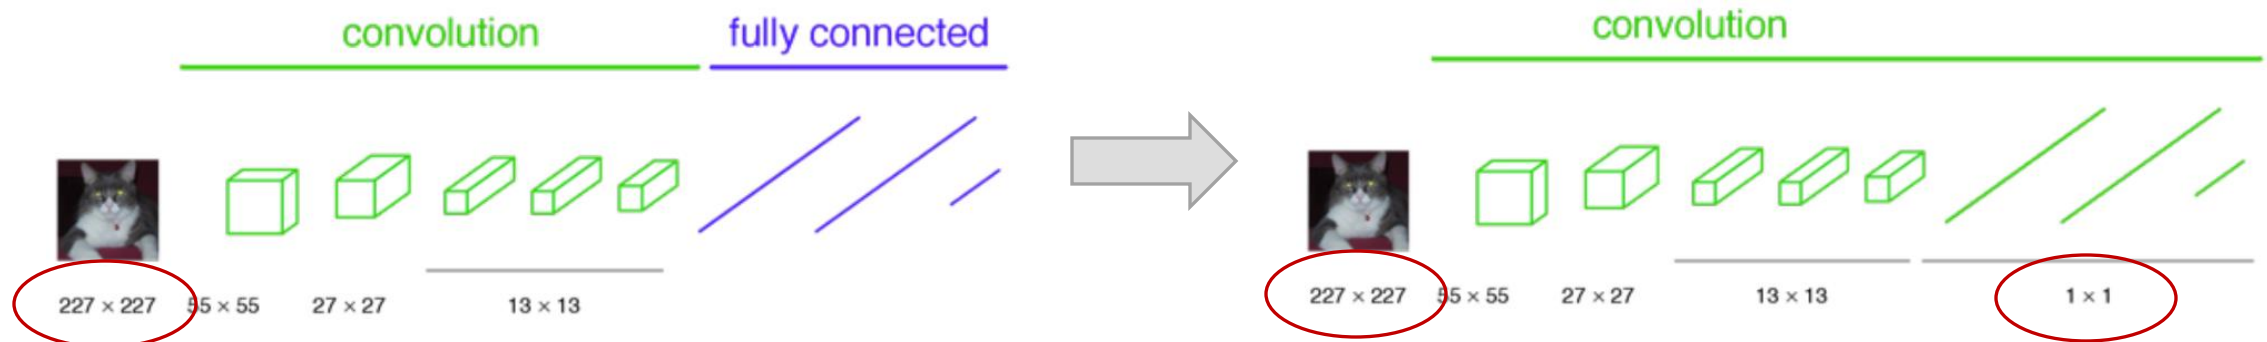 convolution
fully connected
227 × 227
55 × 55
27 × 27
13 × 13
convolution
227 × 227
55 × 55
27 × 27
13 × 13
1 × 1